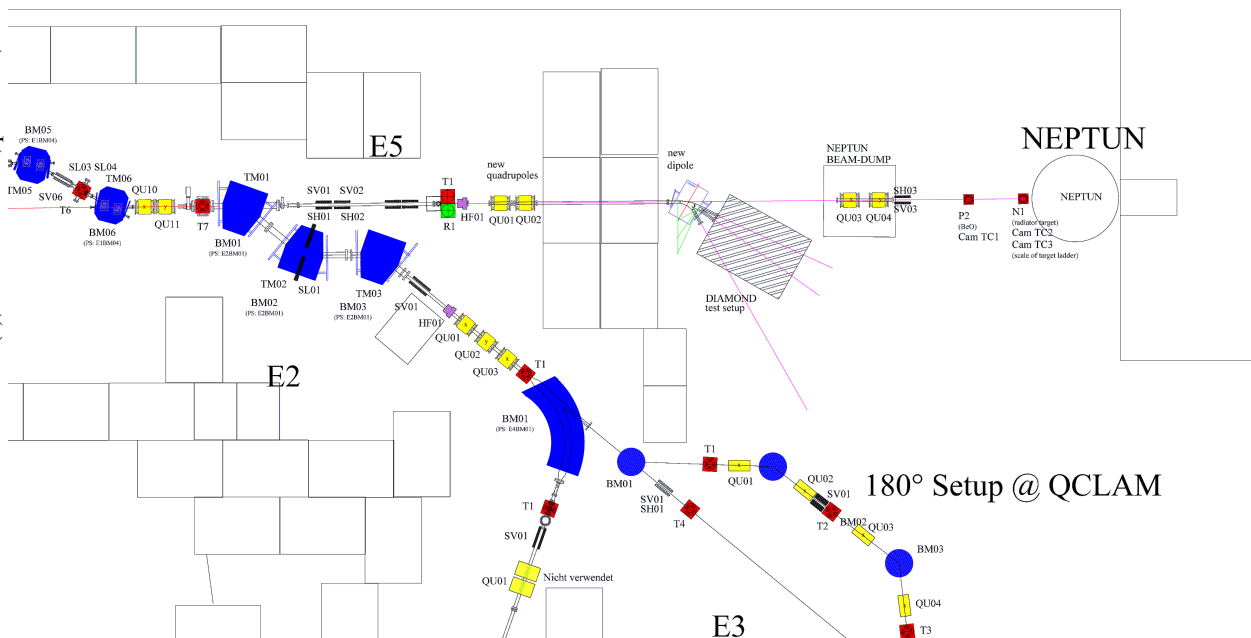 NEPTUN
E5
BM05
(PS: E1BM04)
SL03 SL04
TM06
TM05
SV06
T6
QU10
QU11
BM06
(PS: E1BM04)
T7
TM01
BM01
(PS: E2BM01)
SV01 SV02
SH01 SH02
T1
R1
HF01
new
quadrupoles
QU01 QU02
new
dipole
NEPTUN
BEAM-DUMP
QU03 QU04
SH03
SV03
P2
(BeO)
Cam TC1
N1
(radiator target)
Cam TC2
Cam TC3
(scale of target ladder)
NEPTUN
TM02
BM02
(PS: E2BM01)
SL01
TM03
BM03
(PS: E2BM01)
SV01
HF01
QU01
QU02
QU03
T1
DIAMOND
test setup
E2
BM01
(PS: E4BM01)
T1
SV01
QU01
Nicht verwendet
BM01
SV01
SH01
T4
T1
QU01
QU02
SV01
T2
BM02
QU03
BM03
QU04
T3
180° Setup @ QCLAM
E3
x
y
x
y
x
x
x
x
x